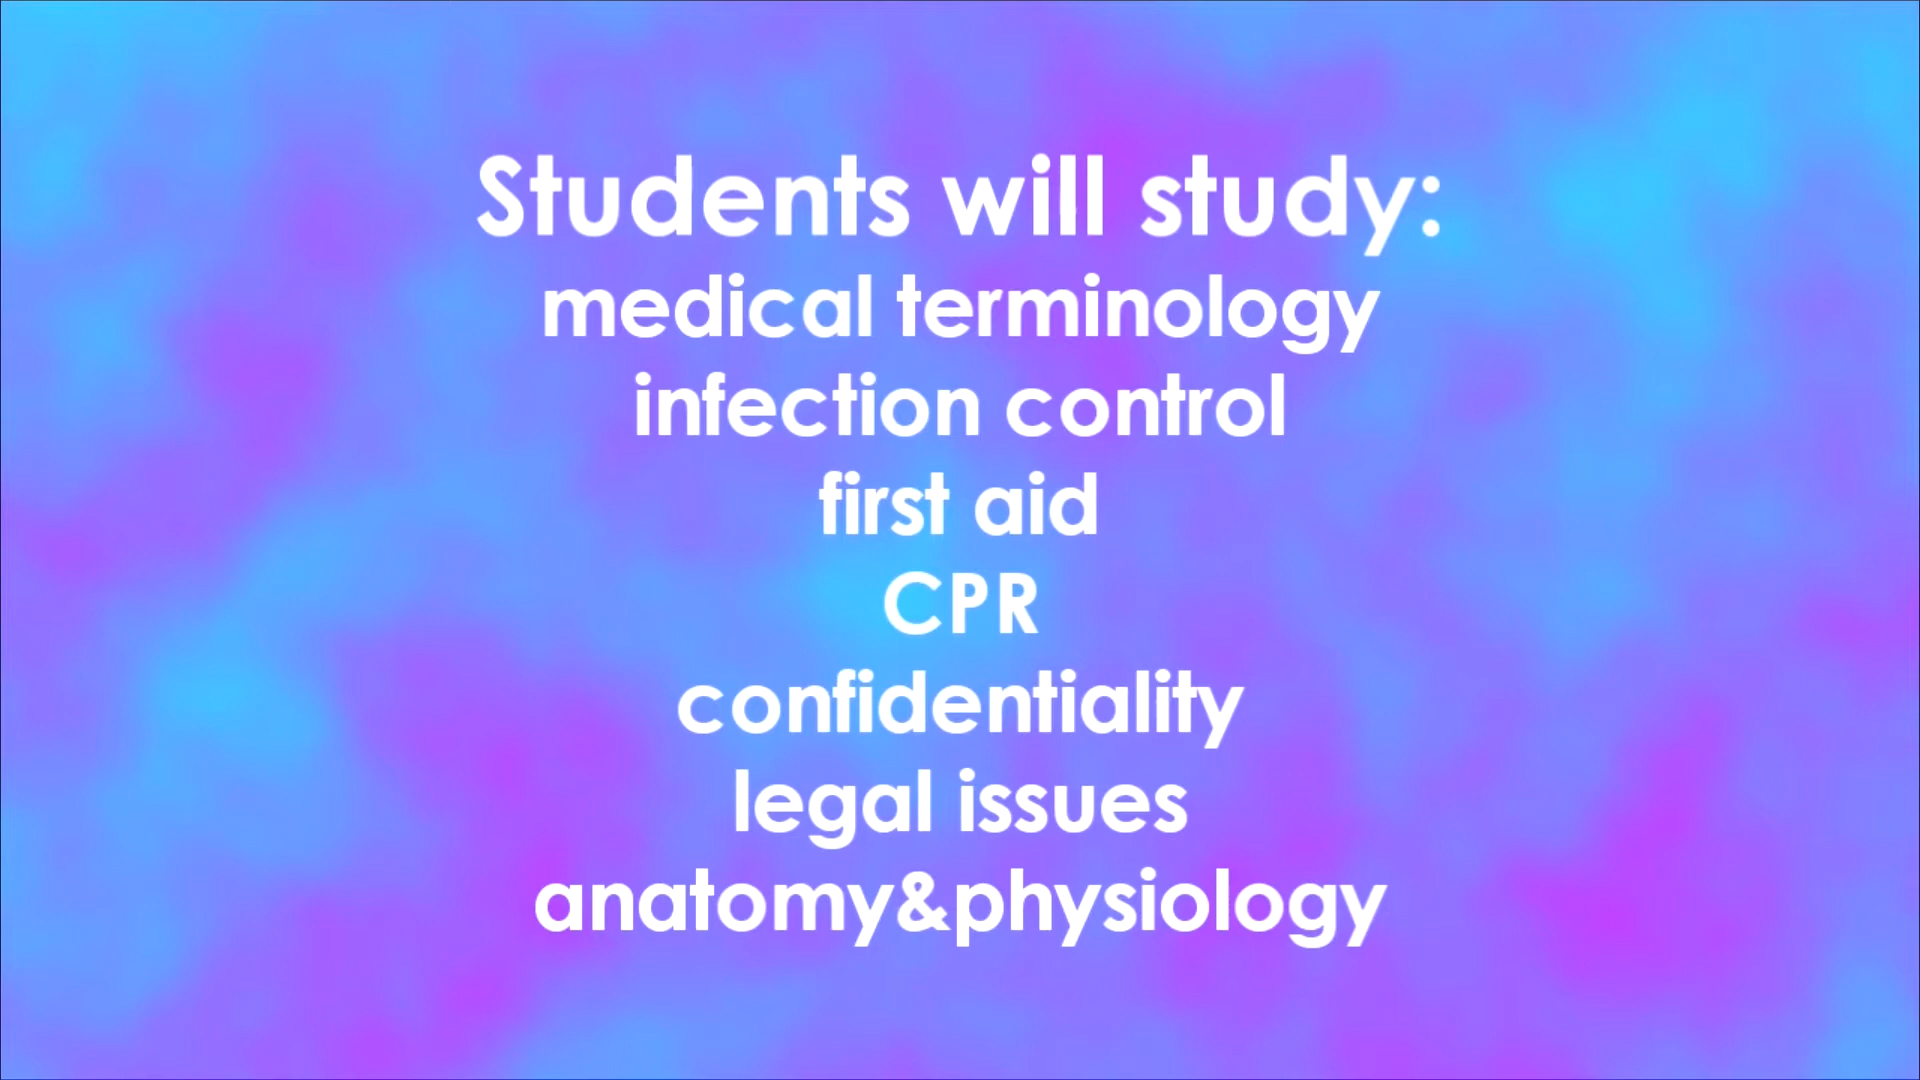 Students will study:
medical terminology
infection control
first aid
CPR
confidentiality
legal issues
anatomy&physiology